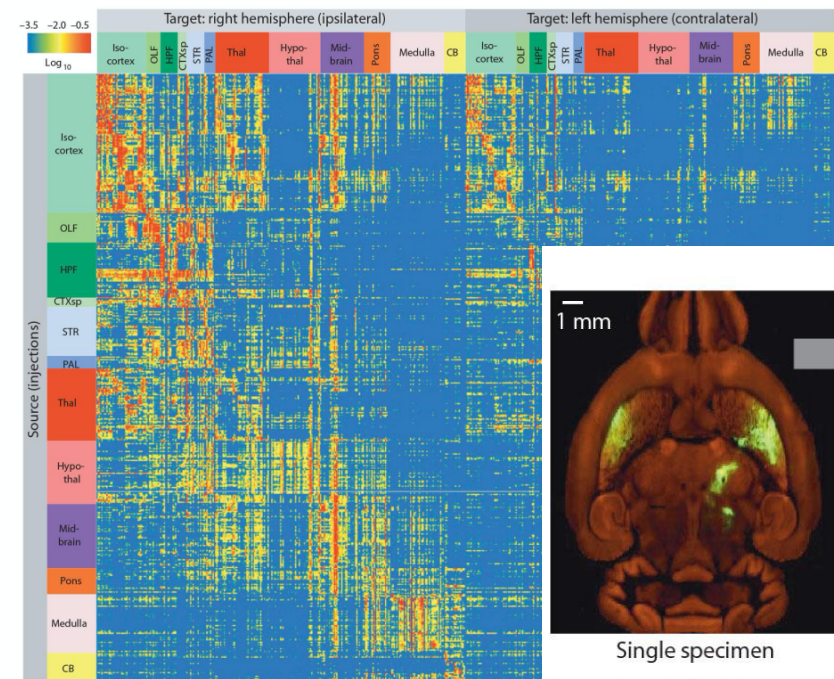 Target: right hemisphere (ipsilateral)
Target: left hemisphere (contralateral)
−3.5 −2.0 −0.5
Log10
Iso-
cortex
OLF
HPF
CTXsp
STR
PAL
Thal
Hypo-
thal
Mid-
brain
Pons
Medulla
CB
Iso-
cortex
OLF
HPF
CTXsp
STR
PAL
Thal
Hypo-
thal
Mid-
brain
Pons
Medulla
CB
Source (injections)
Iso-
cortex
OLF
HPF
CTXsp
STR
PAL
Thal
Hypo-
thal
Mid-
brain
Pons
Medulla
CB
1 mm
Single specimen